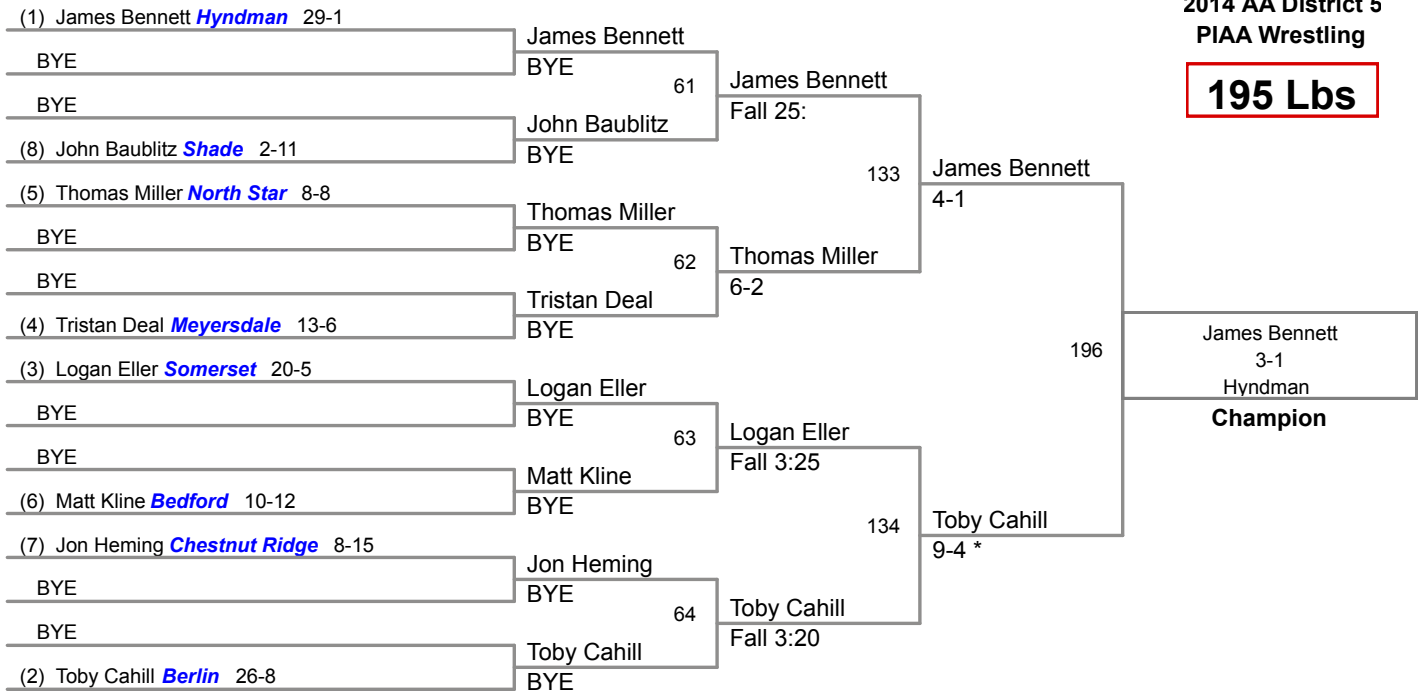 2014 AA District 5
PIAA Wrestling
195 Lbs
(1) James Bennett Hyndman 29-1
BYE
BYE
(8) John Baublitz Shade 2-11
(5) Thomas Miller North Star 8-8
BYE
BYE
(4) Tristan Deal Meyersdale 13-6
(3) Logan Eller Somerset 20-5
BYE
BYE
(6) Matt Kline Bedford 10-12
(7) Jon Heming Chestnut Ridge 8-15
BYE
BYE
(2) Toby Cahill Berlin 26-8
James Bennett
BYE
61
John Baublitz
BYE
Thomas Miller
BYE
62
Tristan Deal
BYE
Logan Eller
BYE
63
Matt Kline
BYE
Jon Heming
BYE
64
Toby Cahill
BYE
James Bennett
Fall 25:
133
Thomas Miller
6-2
Logan Eller
Fall 3:25
134
Toby Cahill
Fall 3:20
James Bennett
4-1
196
Toby Cahill
9-4 *
James Bennett
3-1
Hyndman
Champion